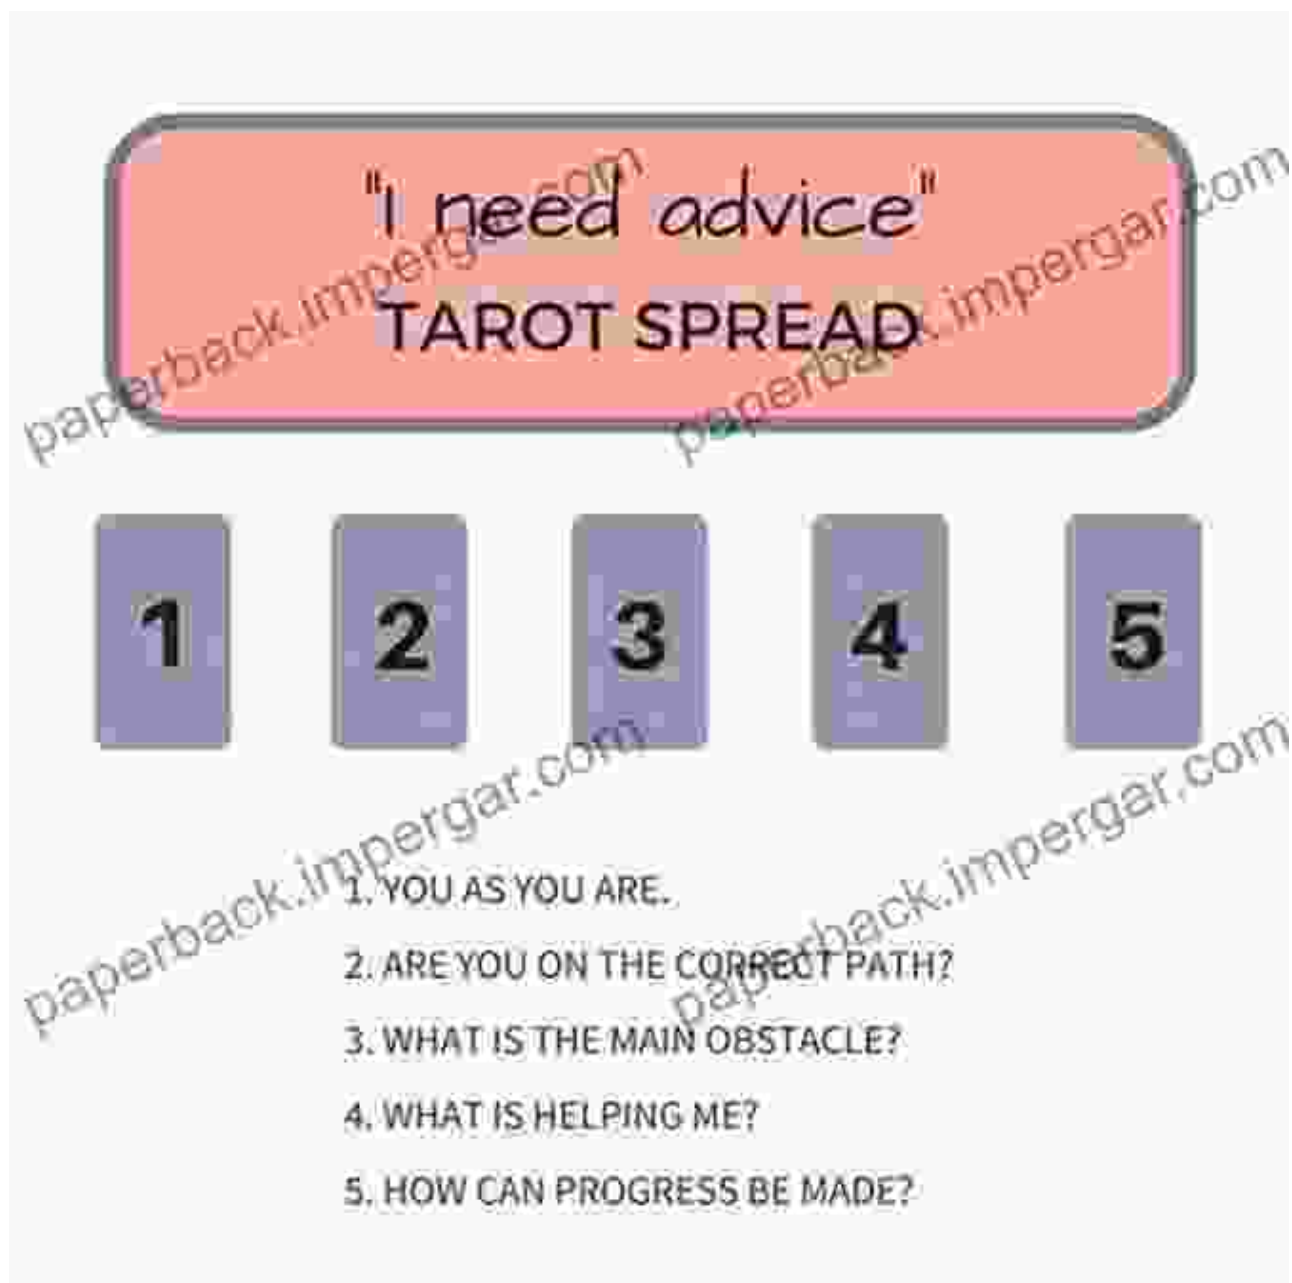 "I need advice"
TAROT SPREAD
paperback.impergar.com
paperback.impergar.com
1 2 3 4 5
paperback.impergar.com
paperback.impergar.com
1. YOU AS YOU ARE.
2. ARE YOU ON THE CORRECT PATH?
3. WHAT IS THE MAIN OBSTACLE?
4. WHAT IS HELPING ME?
5. HOW CAN PROGRESS BE MADE?